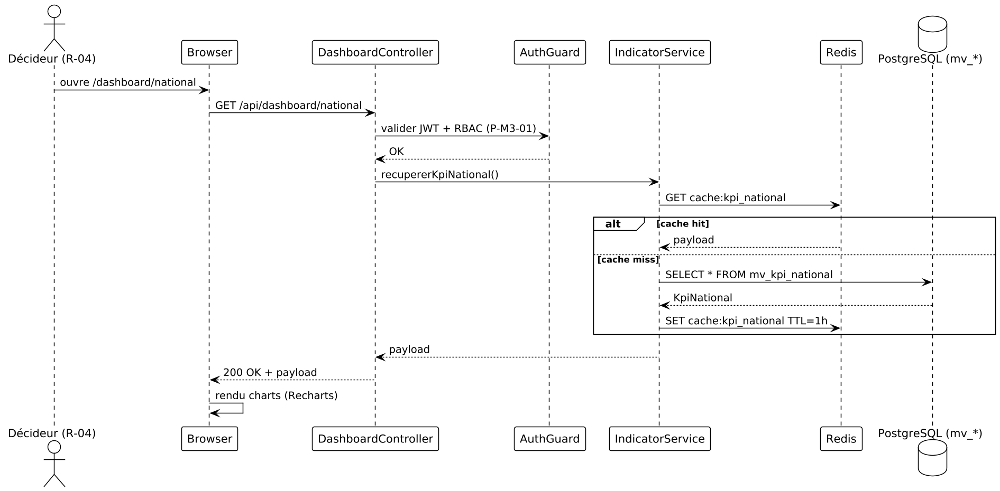 Décideur (R-04)
Browser
DashboardController
AuthGuard
IndicatorService
Redis
PostgreSQL (mv_*)
ouvre /dashboard/national
GET /api/dashboard/national
valider JWT + RBAC (P-M3-01)
OK
recupererKpiNational()
GET cache:kpi_national
alt
[cache hit]
payload
[cache miss]
SELECT * FROM mv_kpi_national
KpiNational
SET cache:kpi_national TTL=1h
payload
200 OK + payload
rendu charts (Recharts)
Décideur (R-04)
Browser
DashboardController
AuthGuard
IndicatorService
Redis
PostgreSQL (mv_*)